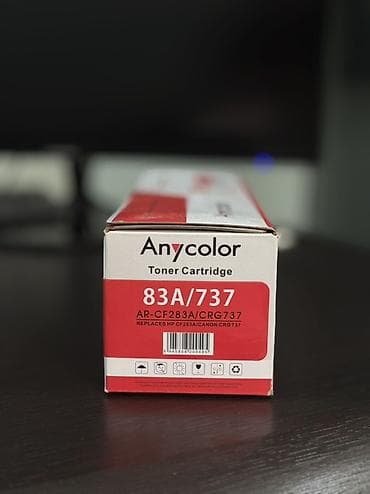 Anycolor
Toner Cartridge
83A/737
AR-CF283A/CRG737
REPLACES HP CF283A/CANON CRG737